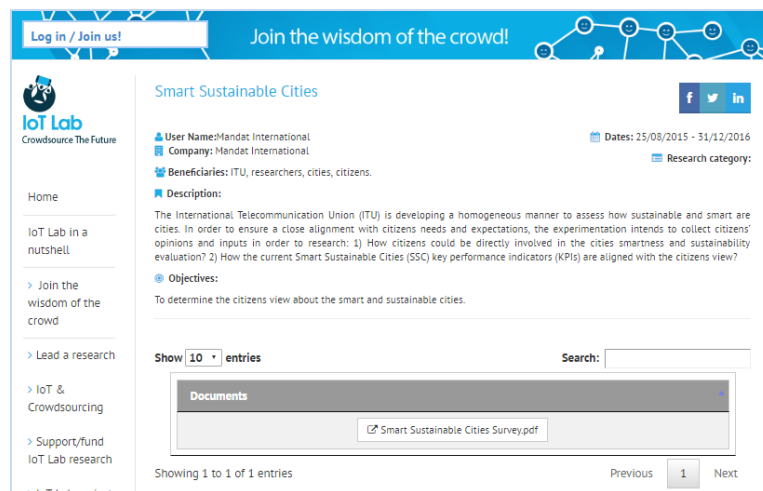 Log in / Join us!
Join the wisdom of the crowd!
IoT Lab
Crowdsource The Future
Home
IoT Lab in a
nutshell
> Join the
wisdom of the
crowd
> Lead a research
> IoT &
Crowdsourcing
> Support/fund
IoT Lab research
Smart Sustainable Cities
f in
User Name:Mandat International
Company: Mandat International
Dates: 25/08/2015 - 31/12/2016
Research category:
Beneficiaries: ITU, researchers, cities, citizens.
Description:
The International Telecommunication Union (ITU) is developing a homogeneous manner to assess how sustainable and smart are
cities. In order to ensure a close alignment with citizens needs and expectations, the experimentation intends to collect citizens'
opinions and inputs in order to research: 1) How citizens could be directly involved in the cities smartness and sustainability
evaluation? 2) How the current Smart Sustainable Cities (SSC) key performance indicators (KPIs) are aligned with the citizens view?
Objectives:
To determine the citizens view about the smart and sustainable cities.
Show 10 entries
Search:
Documents
Smart Sustainable Cities Survey.pdf
Showing 1 to 1 of 1 entries
Previous 1 Next